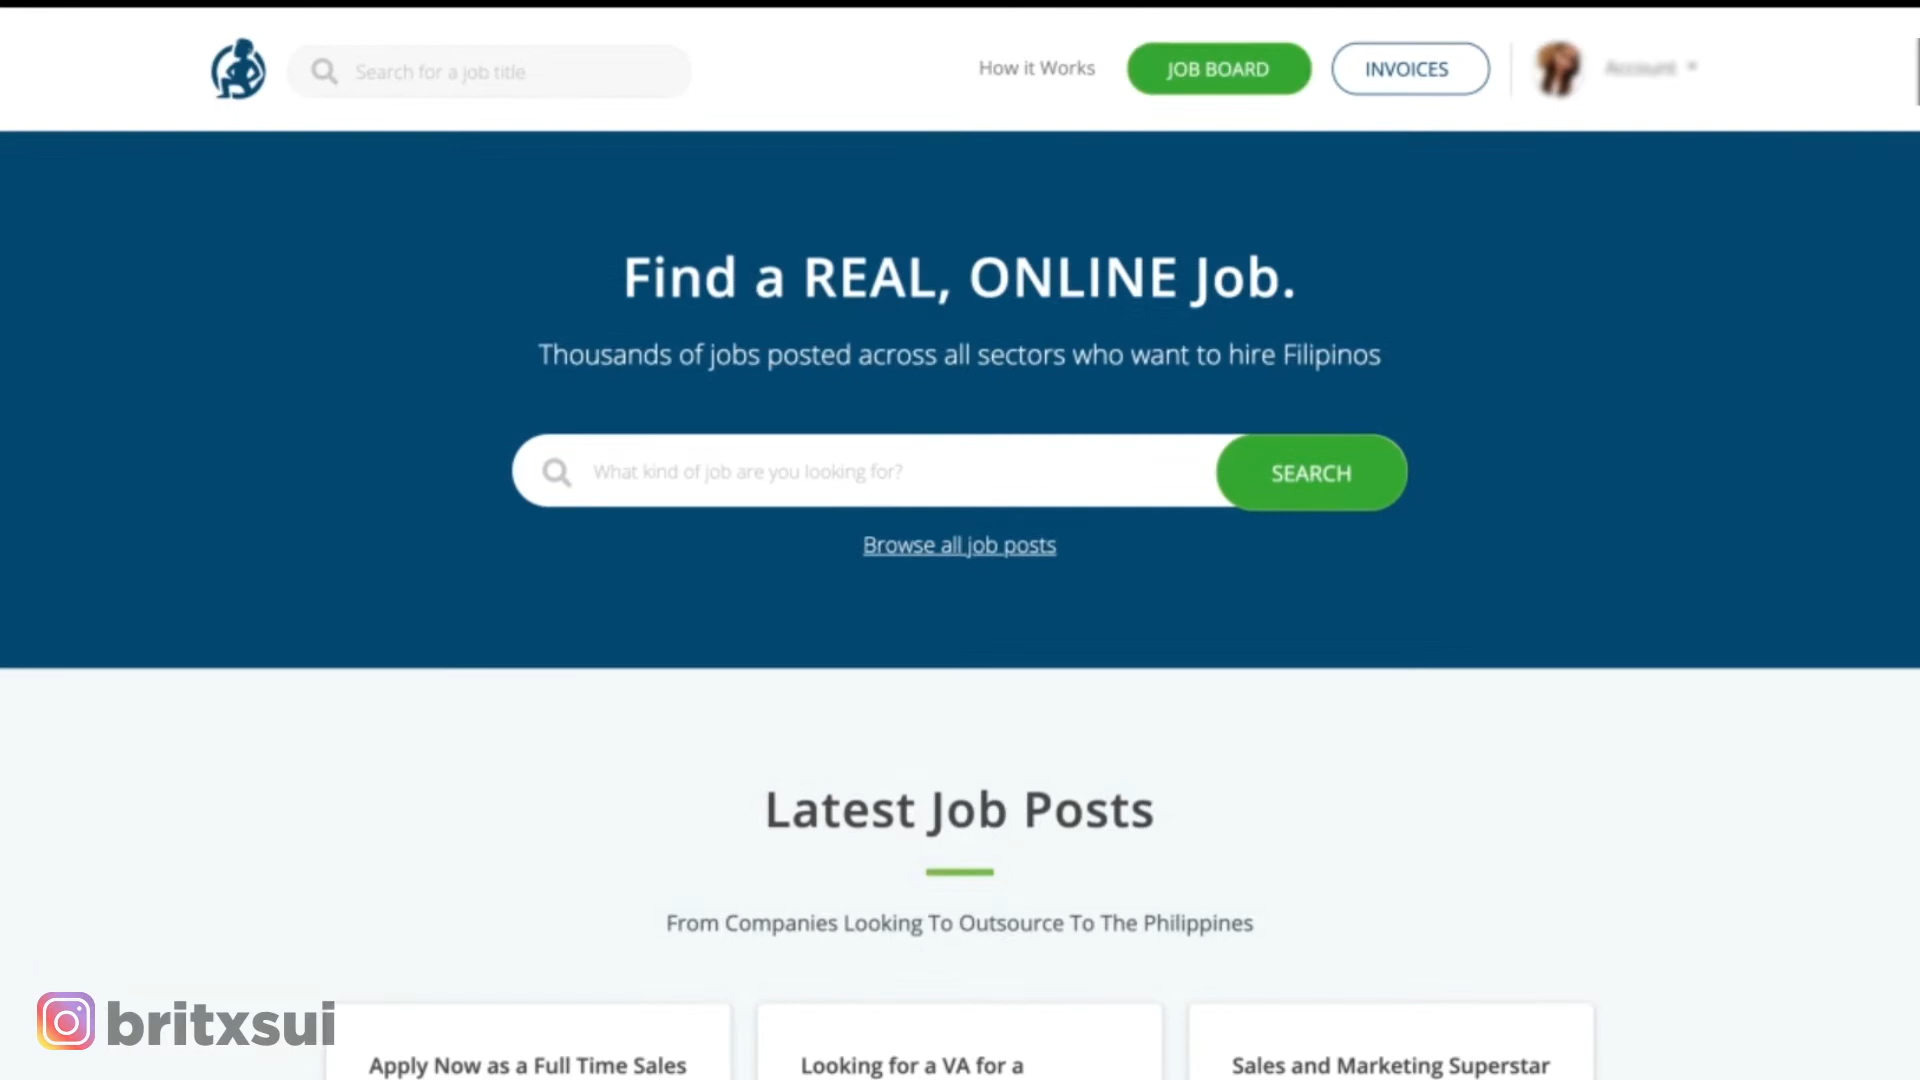 Search for a job title
How it Works
JOB BOARD
INVOICES
Account
Find a REAL, ONLINE Job.
Thousands of jobs posted across all sectors who want to hire Filipinos
What kind of job are you looking for?
SEARCH
Browse all job posts
Latest Job Posts
From Companies Looking To Outsource To The Philippines
britxsui
Apply Now as a Full Time Sales
Looking for a VA for a
Sales and Marketing Superstar